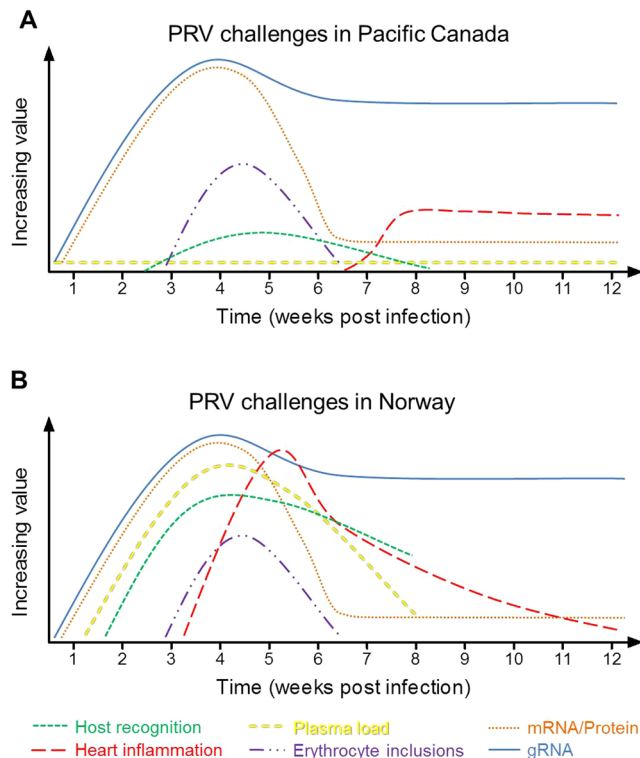 A
PRV challenges in Pacific Canada
Increasing value
1 2 3 4 5 6 7 8 9 10 11 12
Time (weeks post infection)
B
PRV challenges in Norway
Increasing value
1 2 3 4 5 6 7 8 9 10 11 12
Time (weeks post infection)
Host recognition Plasma load mRNA/Protein
Heart inflammation Erythrocyte inclusions gRNA